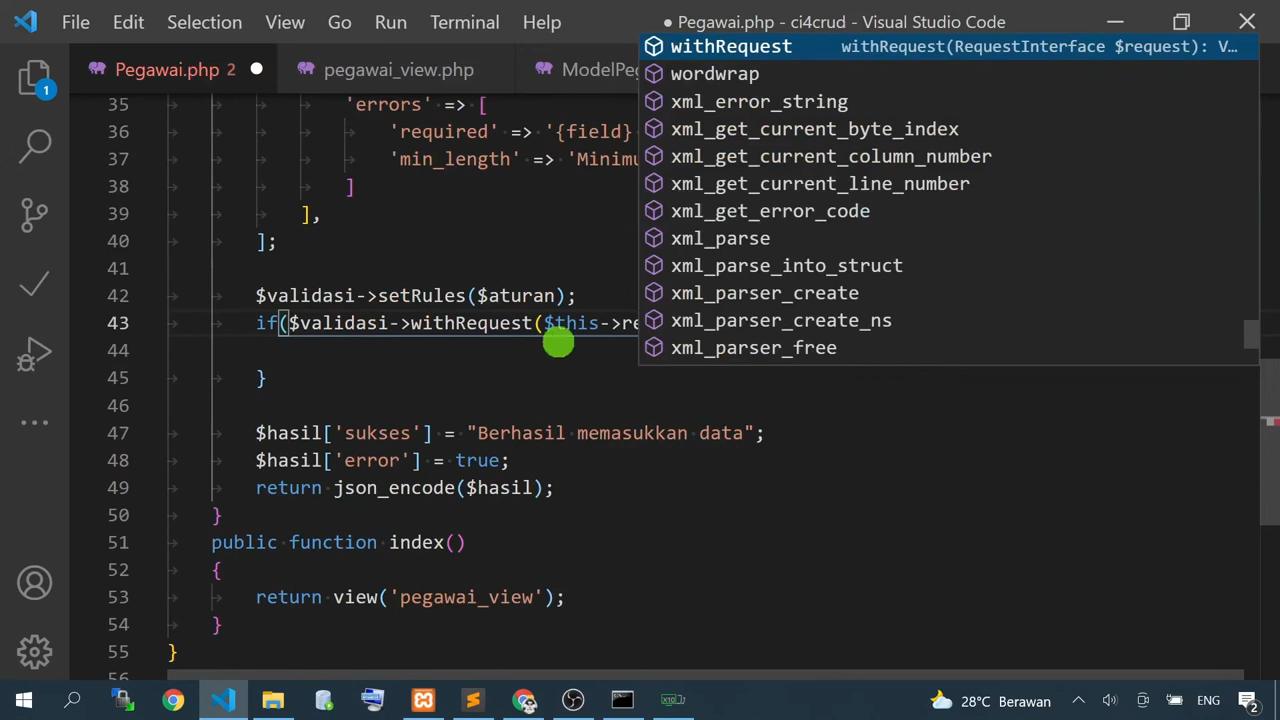 File Edit Selection View Go Run Terminal Help
● Pegawai.php - ci4crud - Visual Studio Code
Pegawai.php 2 ●
pegawai_view.php
ModelPeg
withRequest withRequest(RequestInterface $request): V…
wordwrap
xml_error_string
xml_get_current_byte_index
xml_get_current_column_number
xml_get_current_line_number
xml_get_error_code
xml_parse
xml_parse_into_struct
xml_parser_create
xml_parser_create_ns
xml_parser_free
1
35 'errors' => [
36 'required' => '{field}
37 'min_length' => 'Minimu
38 ]
39 ],
40 ];
41
42 $validasi->setRules($aturan);
43 if($validasi->withRequest($this->re
44
45 }
46
47 $hasil['sukses'] = "Berhasil memasukkan data";
48 $hasil['error'] = true;
49 return json_encode($hasil);
50 }
51 public function index()
52 {
53 return view('pegawai_view');
54 }
55 }
56
28°C Berawan ENG 2